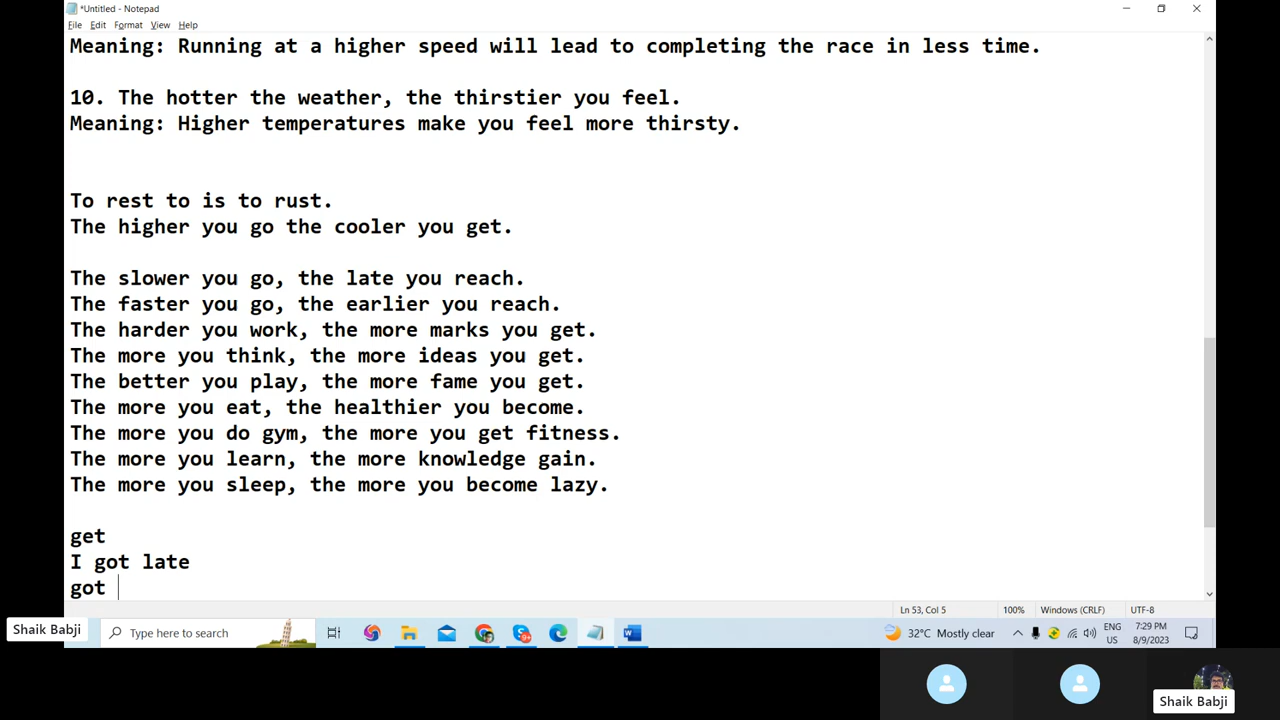 *Untitled - Notepad
File Edit Format View Help
Meaning: Running at a higher speed will lead to completing the race in less time.
10. The hotter the weather, the thirstier you feel.
Meaning: Higher temperatures make you feel more thirsty.
To rest to is to rust.
The higher you go the cooler you get.
The slower you go, the late you reach.
The faster you go, the earlier you reach.
The harder you work, the more marks you get.
The more you think, the more ideas you get.
The better you play, the more fame you get.
The more you eat, the healthier you become.
The more you do gym, the more you get fitness.
The more you learn, the more knowledge gain.
The more you sleep, the more you become lazy.
get
I got late
got
Ln 53, Col 5 100% Windows (CRLF) UTF-8
Shaik Babji
Type here to search
32°C Mostly clear
ENG
US
7:29 PM
8/9/2023
Shaik Babji